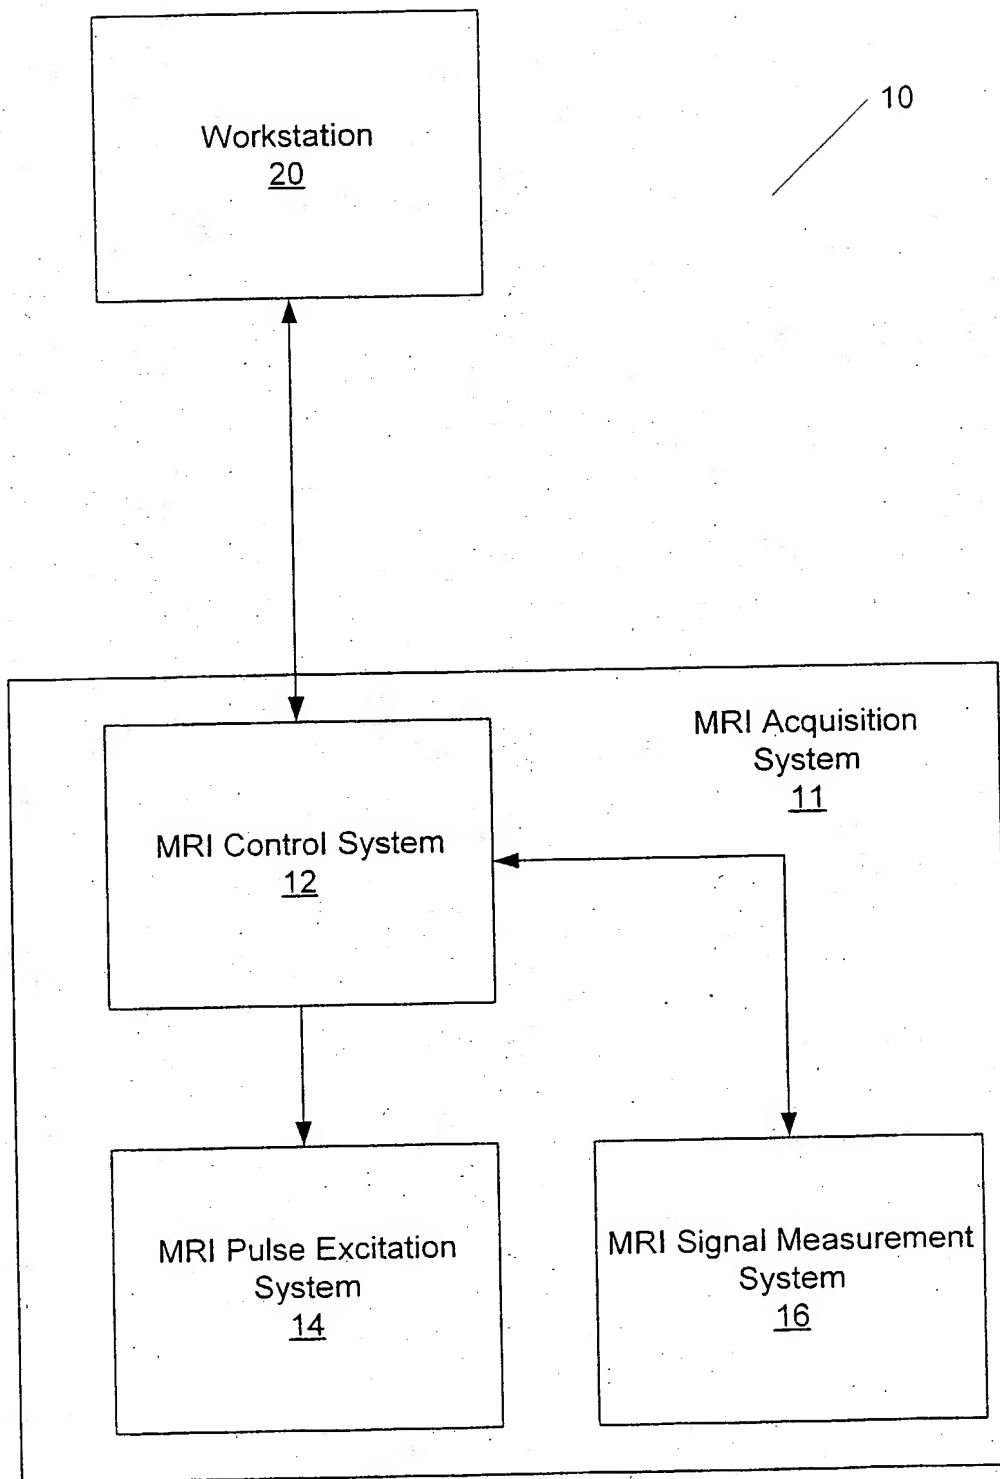 Workstation
20
10
MRI Acquisition
System
11
MRI Control System
12
MRI Pulse Excitation
System
14
MRI Signal Measurement
System
16